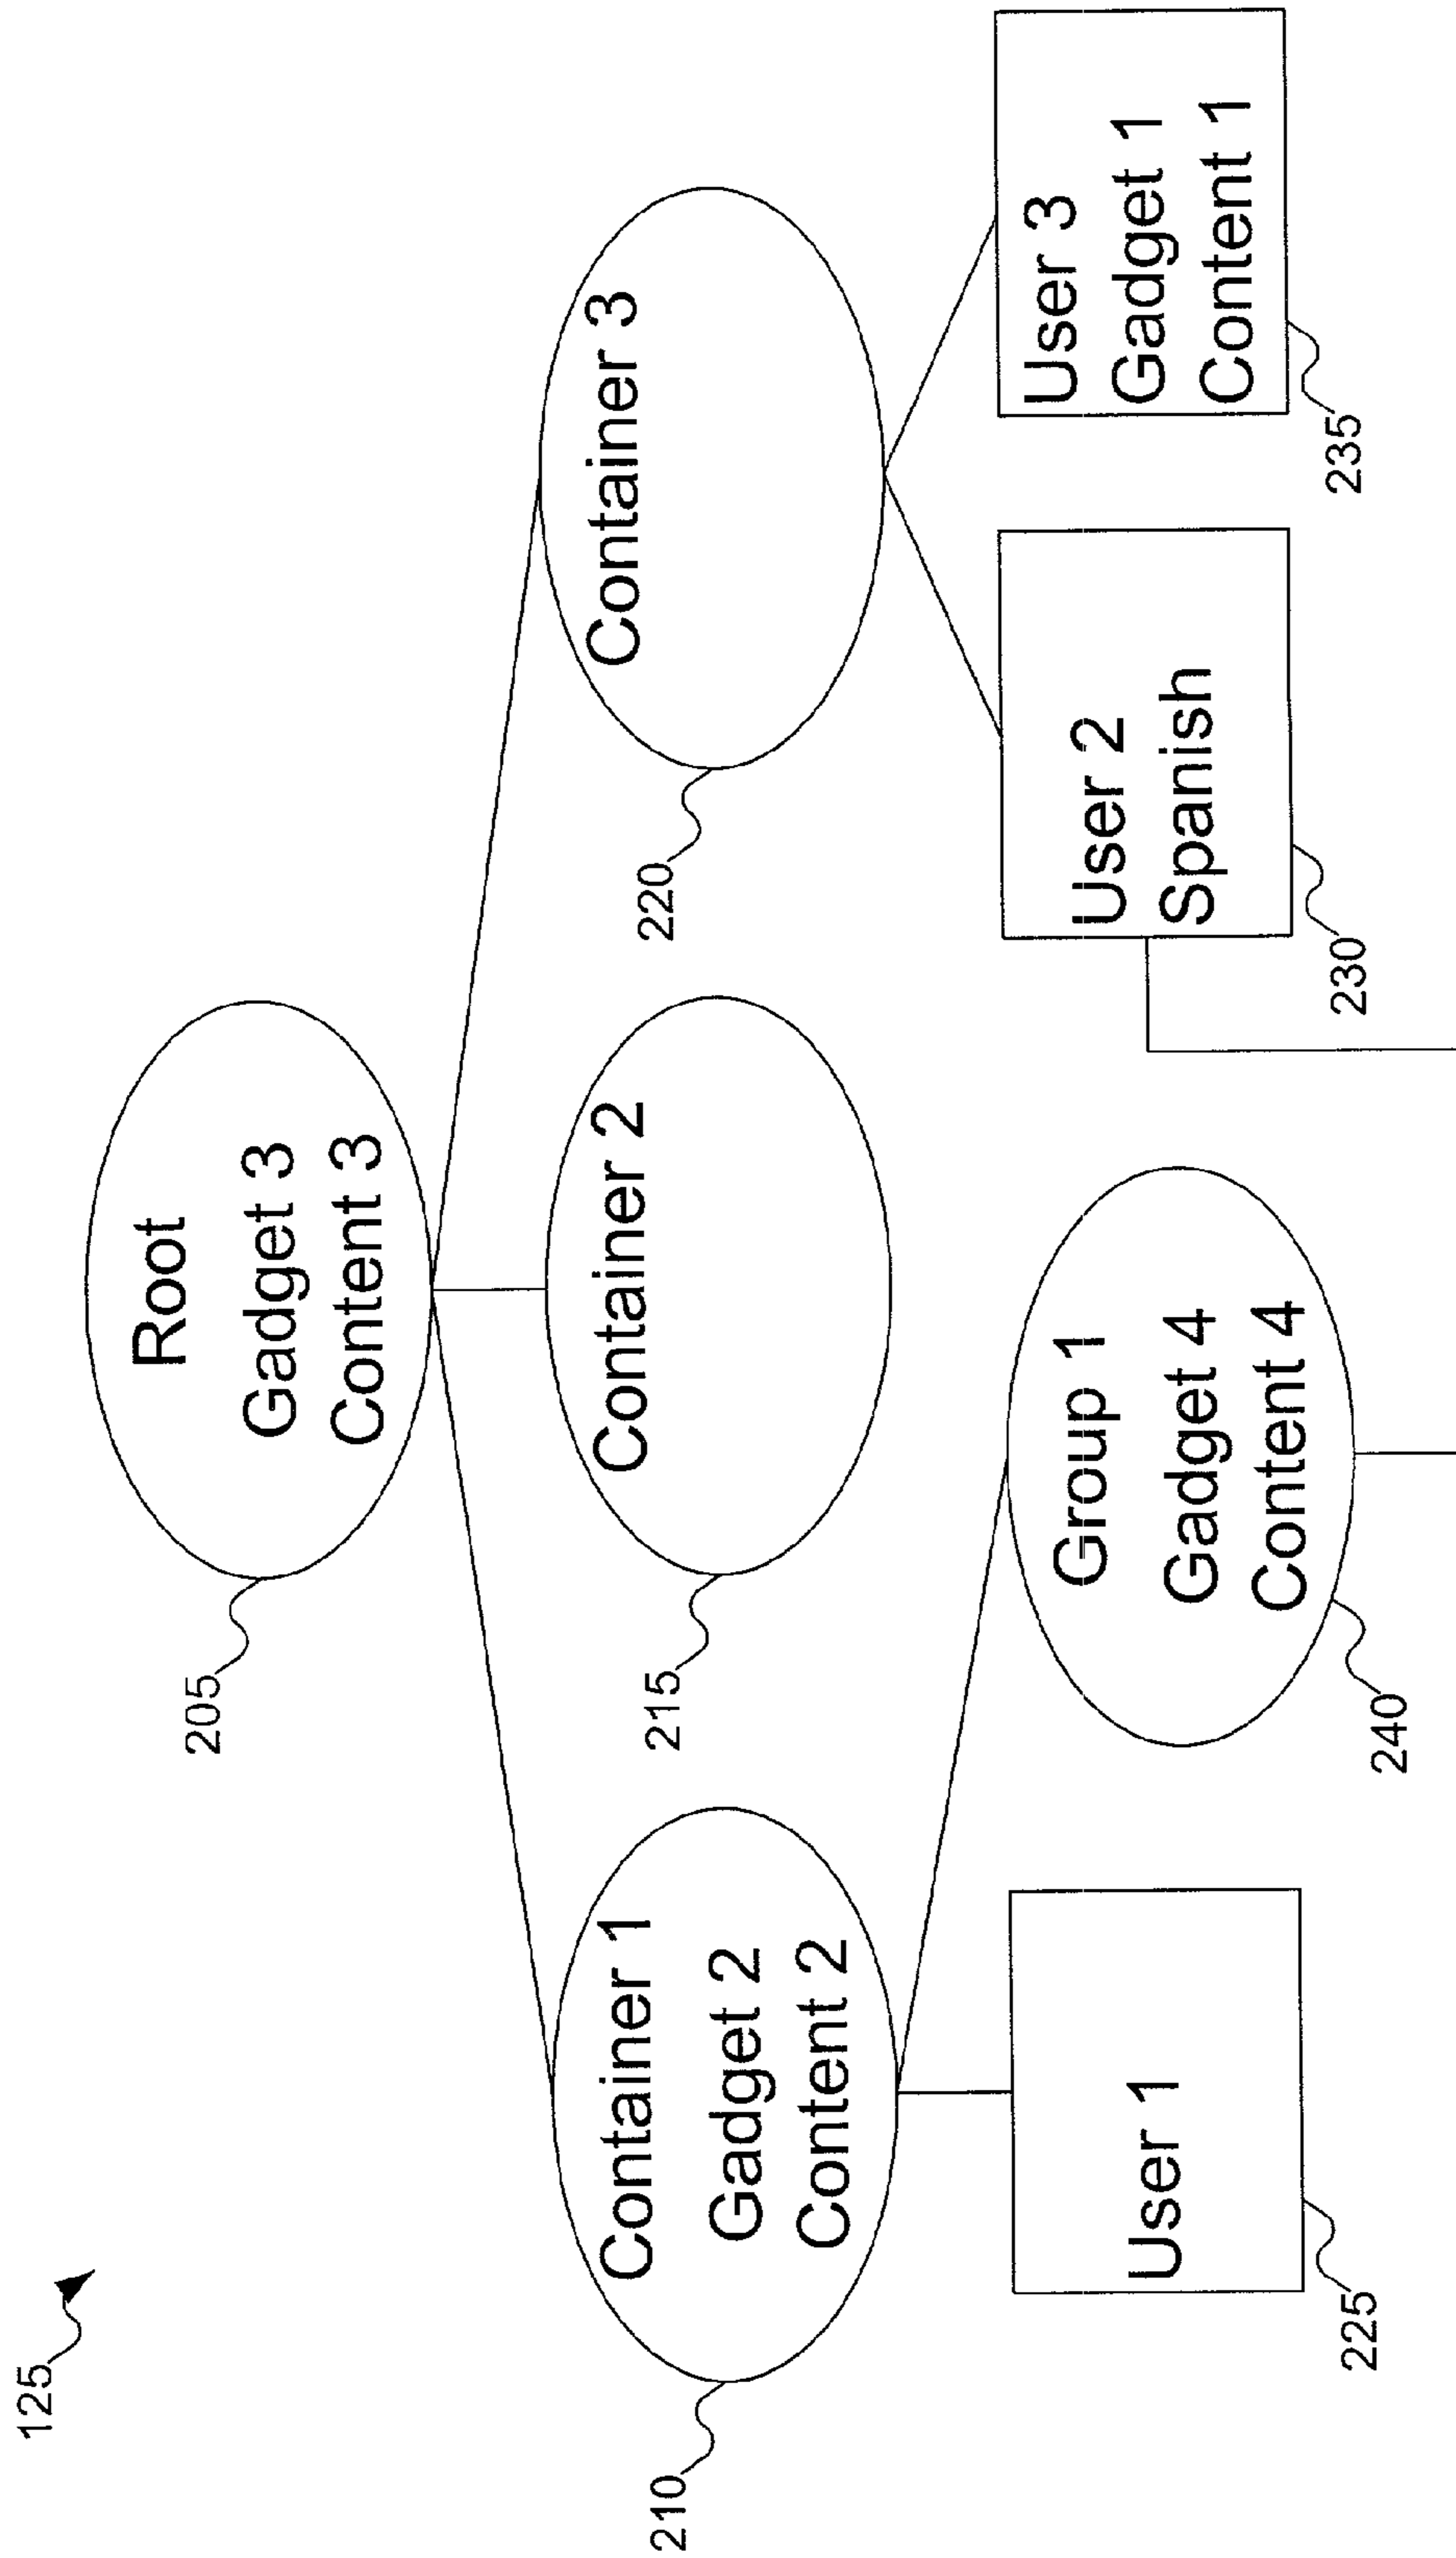 125
205
Root
Gadget 3
Content 3
210
Container 1
Gadget 2
Content 2
215
Container 2
220
Container 3
225
User 1
240
Group 1
Gadget 4
Content 4
230
User 2
Spanish
235
User 3
Gadget 1
Content 1